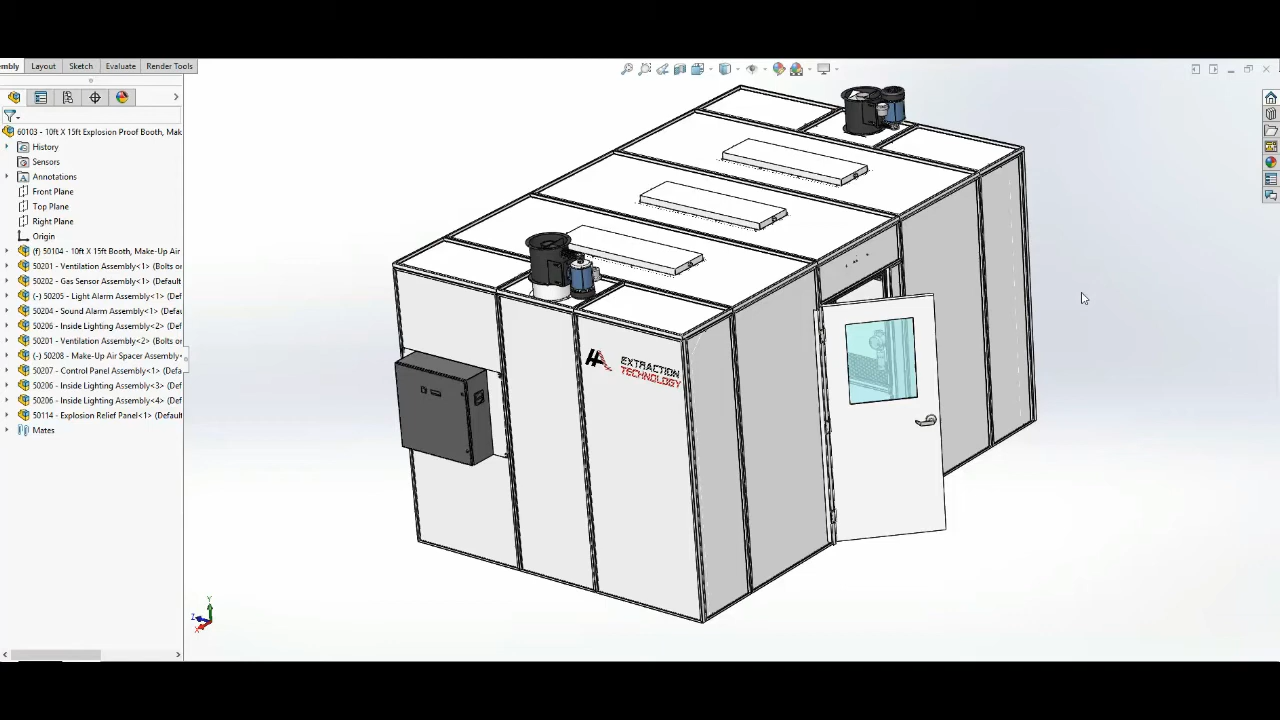 embly Layout Sketch Evaluate Render Tools
60103 - 10ft X 15ft Explosion Proof Booth, Mak
History
Sensors
Annotations
Front Plane
Top Plane
Right Plane
Origin
(f) 50104 - 10ft X 15ft Booth, Make-Up Air
50201 - Ventilation Assembly<1> (Bolts or
50202 - Gas Sensor Assembly<1> (Default
(-) 50205 - Light Alarm Assembly<1> (Def
50204 - Sound Alarm Assembly<1> (Defa
50206 - Inside Lighting Assembly<2> (Def
50201 - Ventilation Assembly<2> (Bolts or
(-) 50208 - Make-Up Air Spacer Assembly<
50207 - Control Panel Assembly<1> (Defa
50206 - Inside Lighting Assembly<3> (Def
50206 - Inside Lighting Assembly<4> (Def
50114 - Explosion Relief Panel<1> (Default
Mates
EXTRACTION
TECHNOLOGY
Y
Z
X